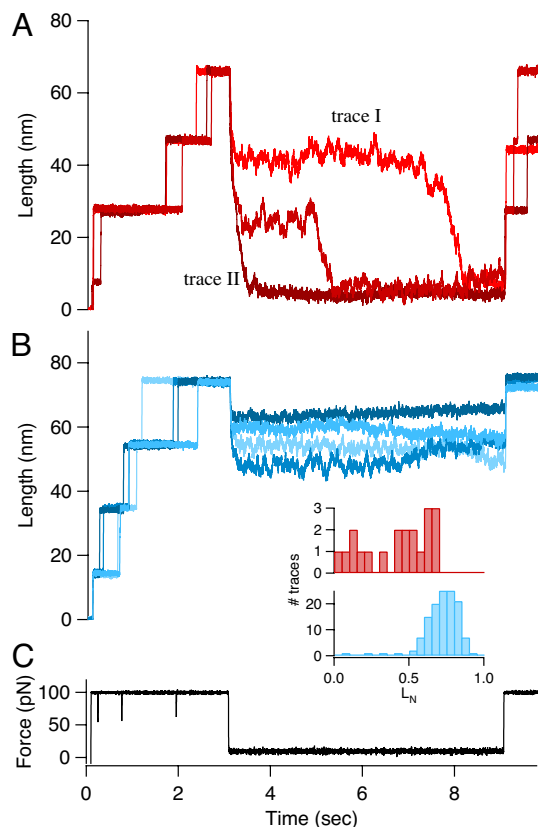 A
80
60
40
20
0
Length (nm)
trace I
trace II
B
80
60
40
20
0
Length (nm)
3
2
1
0
20
10
0
# traces
0.0
0.5
1.0
L_N
C
100
50
0
Force (pN)
0
2
4
6
8
Time (sec)